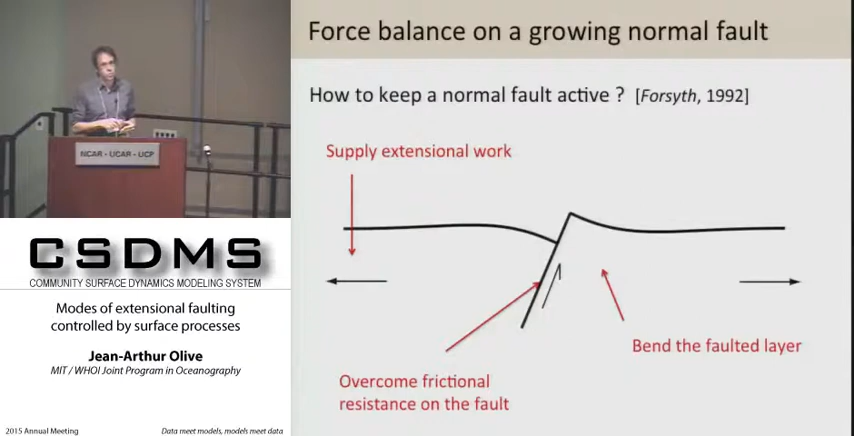 NCAR - UCAR - UCP
CSDMS
COMMUNITY SURFACE DYNAMICS MODELING SYSTEM
Modes of extensional faulting
controlled by surface processes
Jean-Arthur Olive
MIT / WHOI Joint Program in Oceanography
2015 Annual Meeting
Data meet models, models meet data
Force balance on a growing normal fault
How to keep a normal fault active ? [Forsyth, 1992]
Supply extensional work
Bend the faulted layer
Overcome frictional
resistance on the fault